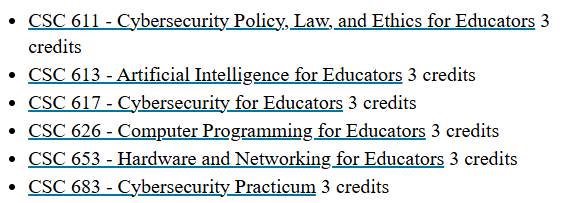 • CSC 611 - Cybersecurity Policy, Law, and Ethics for Educators 3
credits
• CSC 613 - Artificial Intelligence for Educators 3 credits
• CSC 617 - Cybersecurity for Educators 3 credits
• CSC 626 - Computer Programming for Educators 3 credits
• CSC 653 - Hardware and Networking for Educators 3 credits
• CSC 683 - Cybersecurity Practicum 3 credits